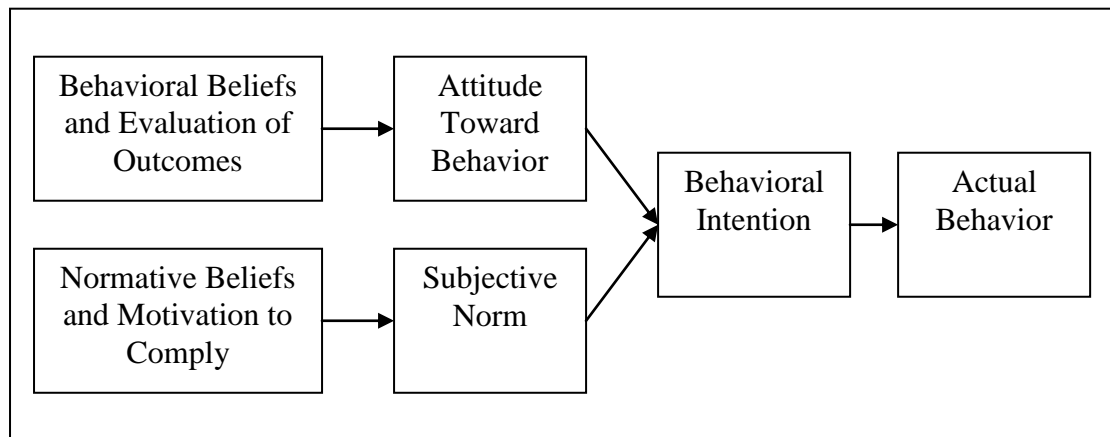 Behavioral Beliefs
and Evaluation of
Outcomes
Attitude
Toward
Behavior
Behavioral
Intention
Actual
Behavior
Normative Beliefs
and Motivation to
Comply
Subjective
Norm